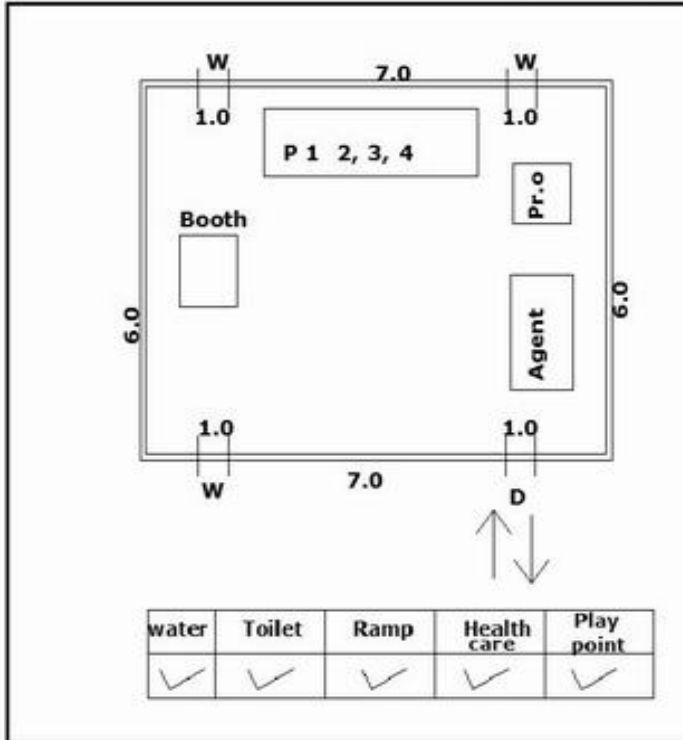 W
7.0
W
1.0
1.0
P 1 2, 3, 4
Pr.o
Booth
6.0
6.0
Agent
1.0
1.0
W
7.0
D
water Toilet Ramp Health care Play point